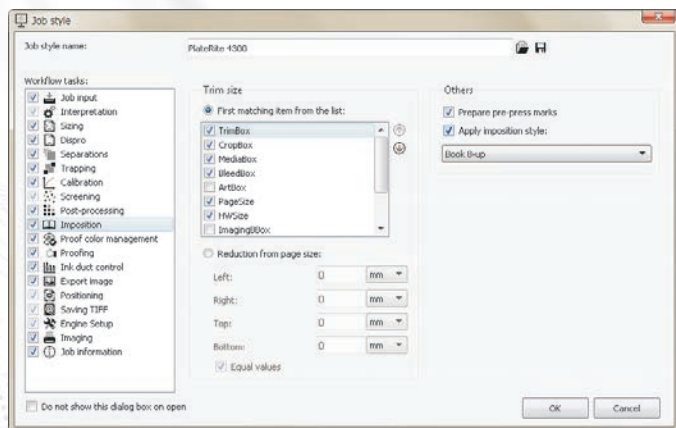 Job style
Job style name:
PlateRite 4300
Workflow tasks:
Job input
Interpretation
Sizing
Dispro
Separations
Trapping
Calibration
Screening
Post-processing
Imposition
Proof color management
Proofing
Ink duct control
Export image
Positioning
Saving TIFF
Engine Setup
Imaging
Job information
Trim size
First matching item from the list:
TrimBox
CropBox
MediaBox
BleedBox
ArtBox
PageSize
HWSize
ImagingBBox
Reduction from page size:
Left: 0 mm
Right: 0 mm
Top: 0 mm
Bottom: 0 mm
Equal values
Others
Prepare pre-press marks
Apply imposition style:
Book 8-up
Do not show this dialog box on open
OK
Cancel